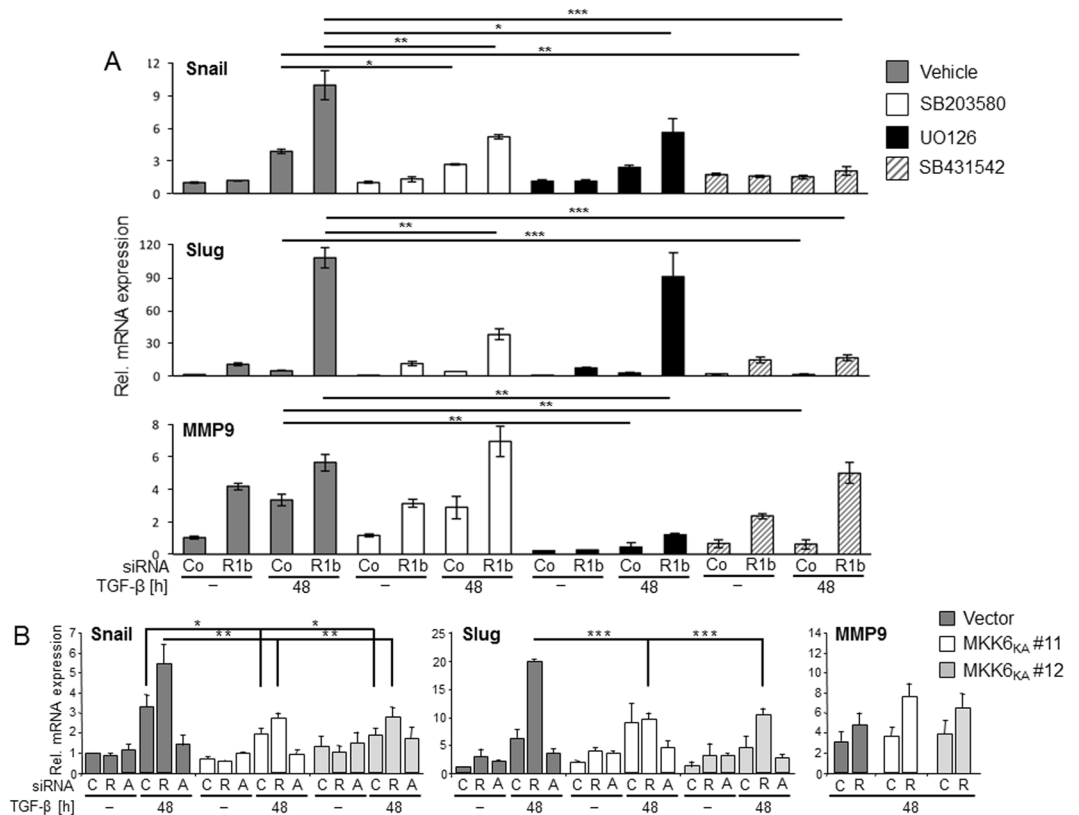 ***
*
**
**
*
A
Snail
12
9
6
3
0
Vehicle
SB203580
UO126
SB431542
***
**
***
Slug
120
90
60
30
0
Rel. mRNA expression
**
**
**
MMP9
8
6
4
2
0
siRNA Co R1b Co R1b Co R1b Co R1b Co R1b Co R1b Co R1b Co R1b
TGF-β [h] – 48 – 48 – 48 – 48
B
Snail
* *
** **
7
6
5
4
3
2
1
0
Rel. mRNA expression
siRNA C R A C R A C R A C R A C R A C R A
TGF-β [h] – 48 – 48 – 48
Slug
*** ***
25
20
15
10
5
0
C R A C R A C R A C R A C R A C R A
– 48 – 48 – 48
MMP9
14
12
10
8
6
4
2
0
C R C R C R
48
Vector
MKK6KA #11
MKK6KA #12